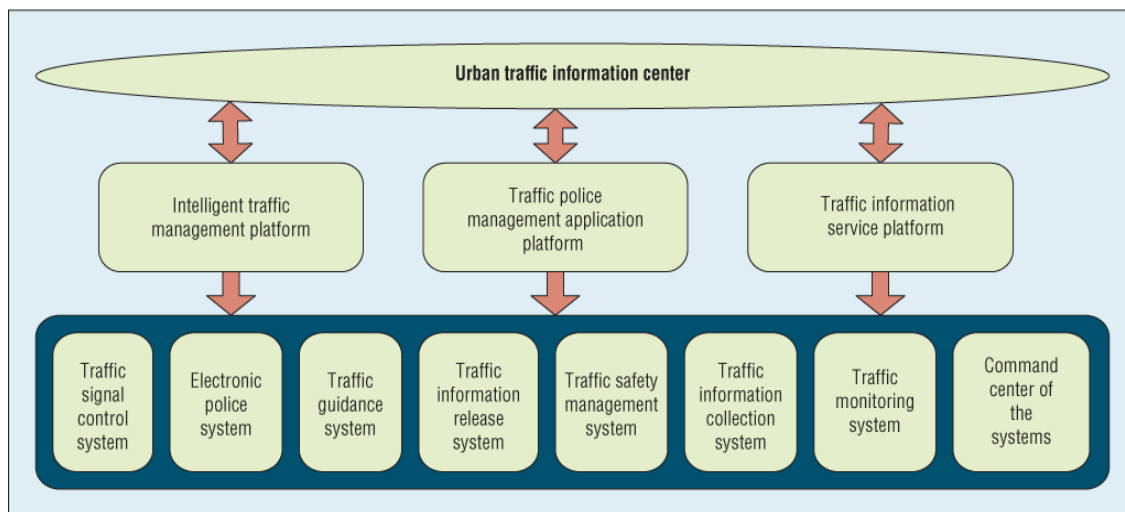 Urban traffic information center
Intelligent traffic
management platform
Traffic police
management application
platform
Traffic information
service platform
Traffic
signal
control
system
Electronic
police
system
Traffic
guidance
system
Traffic
information
release
system
Traffic safety
management
system
Traffic
information
collection
system
Traffic
monitoring
system
Command
center of
the
systems